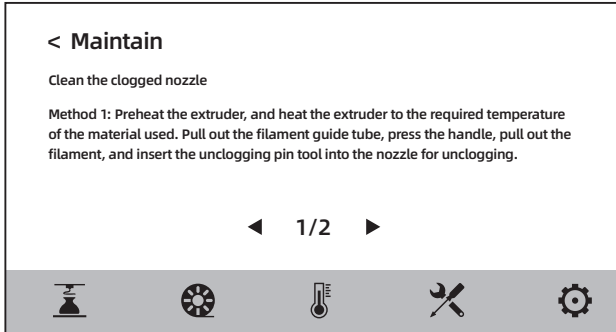 < Maintain
Clean the clogged nozzle
Method 1: Preheat the extruder, and heat the extruder to the required temperature
of the material used. Pull out the filament guide tube, press the handle, pull out the
filament, and insert the unclogging pin tool into the nozzle for unclogging.
◀ 1/2 ▶